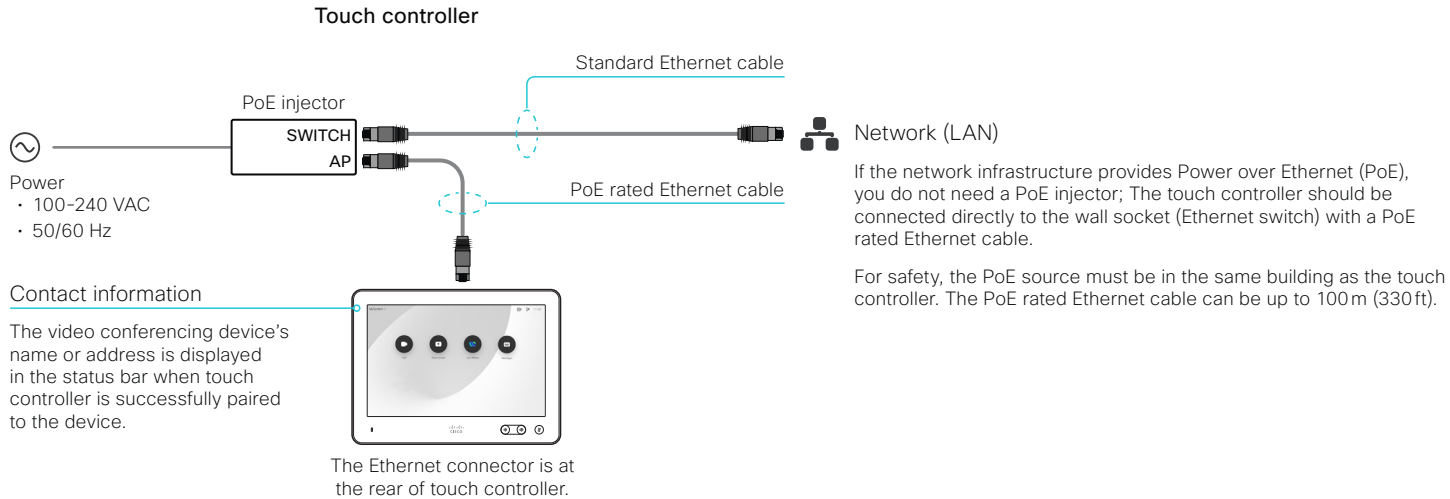 Touch controller
Standard Ethernet cable
PoE injector
SWITCH
AP
Power
• 100-240 VAC
• 50/60 Hz
PoE rated Ethernet cable
Network (LAN)
If the network infrastructure provides Power over Ethernet (PoE),
you do not need a PoE injector; The touch controller should be
connected directly to the wall socket (Ethernet switch) with a PoE
rated Ethernet cable.
For safety, the PoE source must be in the same building as the touch
controller. The PoE rated Ethernet cable can be up to 100 m (330 ft).
Contact information
The video conferencing device's
name or address is displayed
in the status bar when touch
controller is successfully paired
to the device.
CISCO
The Ethernet connector is at
the rear of touch controller.